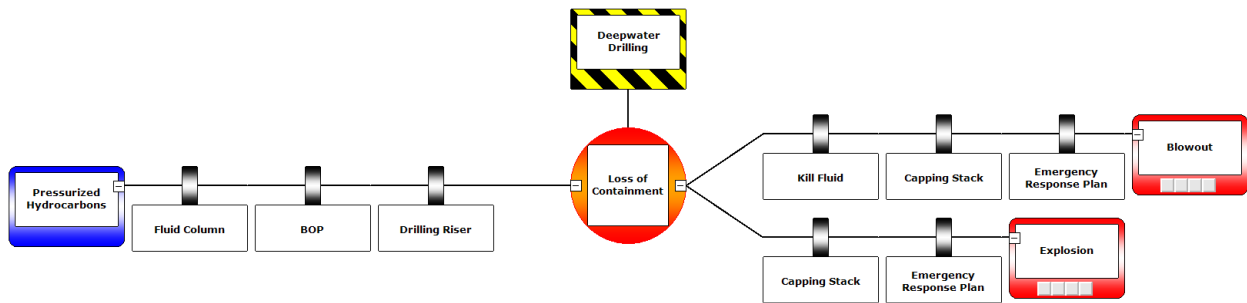 Deepwater
Drilling
Pressurized
Hydrocarbons
Fluid Column
BOP
Drilling Riser
Loss of
Containment
Kill Fluid
Capping Stack
Emergency
Response Plan
Blowout
Capping Stack
Emergency
Response Plan
Explosion